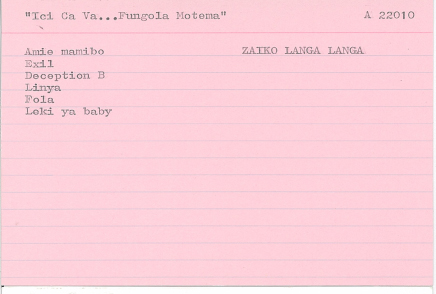 "Ici Ca Va...Fungola Motema" A 22010
Amie mamibo ZAIKO LANGA LANGA
Exil
Deception B
Linya
Fola
Leki ya baby